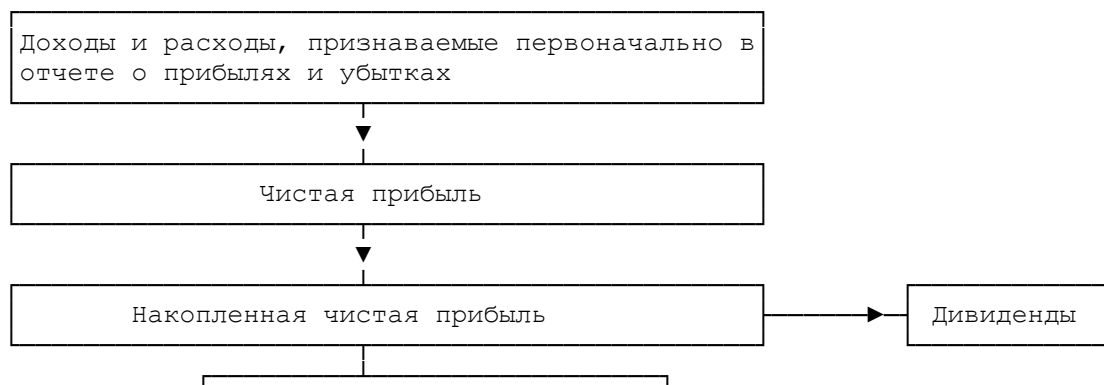 Доходы и расходы, признаваемые первоначально в
отчете о прибылях и убытках
Чистая прибыль
Накопленная чистая прибыль
Дивиденды